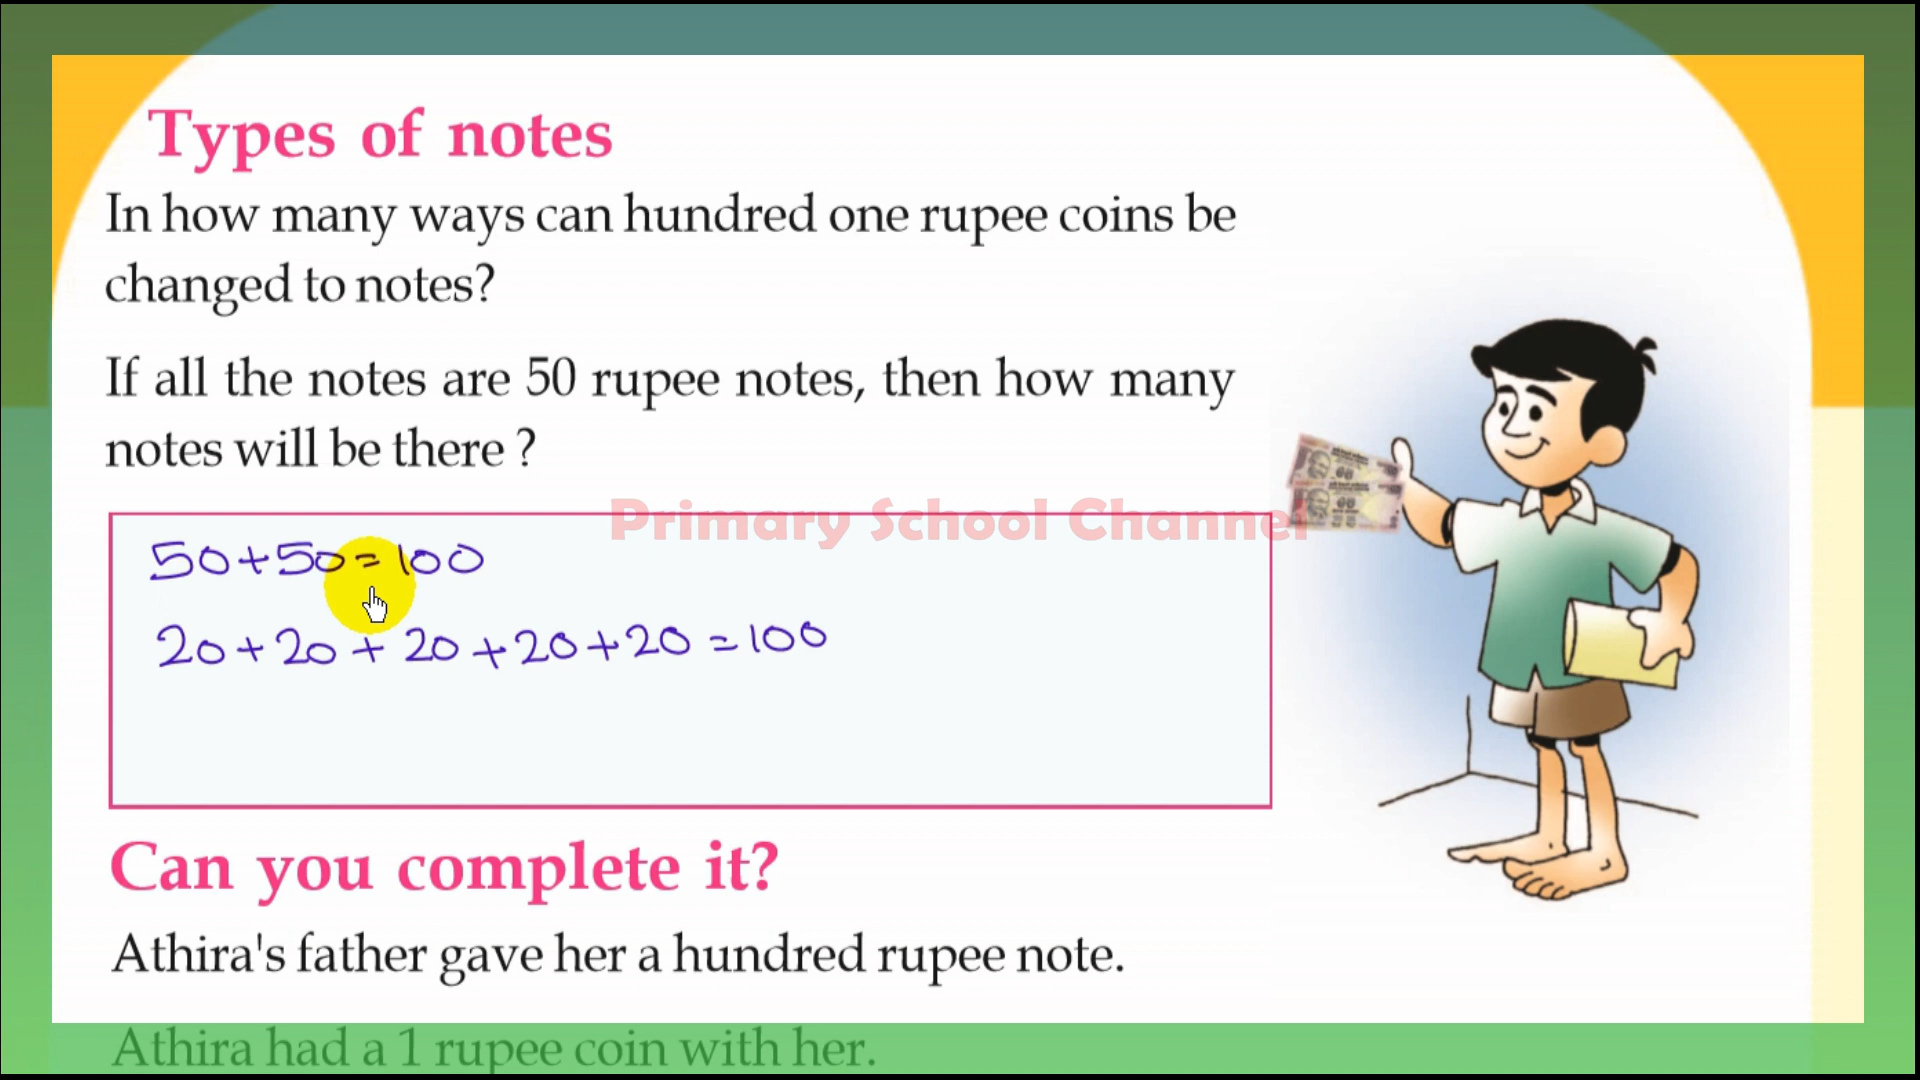 Types of notes
In how many ways can hundred one rupee coins be
changed to notes?
If all the notes are 50 rupee notes, then how many
notes will be there ?
Primary School Channel
50+50=100
20+20+20+20+20=100
Can you complete it?
Athira's father gave her a hundred rupee note.
Athira had a 1 rupee coin with her.